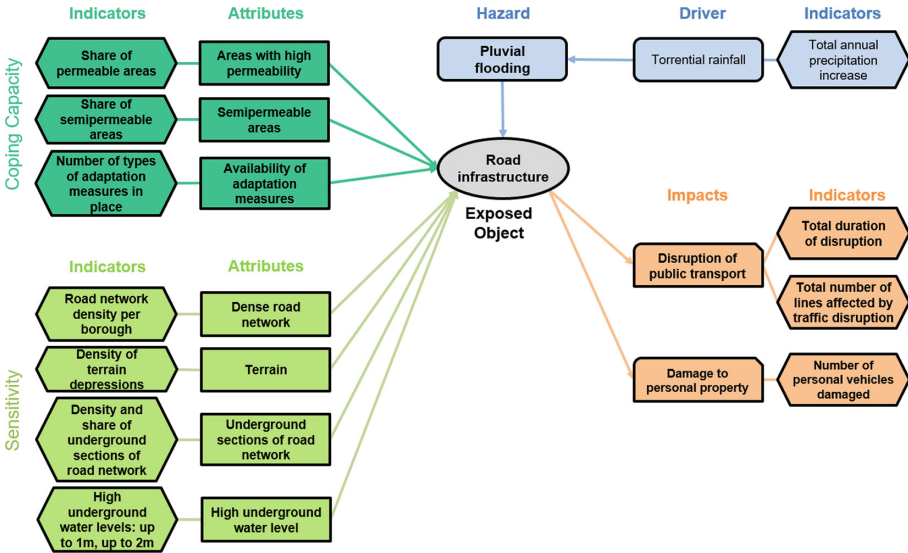 Indicators
Attributes
Hazard
Driver
Indicators
Coping Capacity
Share of
permeable areas
Areas with high
permeability
Pluvial
flooding
Torrential rainfall
Total annual
precipitation
increase
Share of
semipermeable
areas
Semipermeable
areas
Number of types
of adaptation
measures in
place
Availability of
adaptation
measures
Road
infrastructure
Exposed
Object
Impacts
Indicators
Disruption of
public transport
Total duration
of disruption
Total number of
lines affected by
traffic disruption
Damage to
personal property
Number of
personal vehicles
damaged
Indicators
Attributes
Sensitivity
Road network
density per
borough
Dense road
network
Density of
terrain
depressions
Terrain
Density and
share of
underground
sections of
road network
Underground
sections of road
network
High
underground
water levels: up
to 1m, up to 2m
High underground
water level